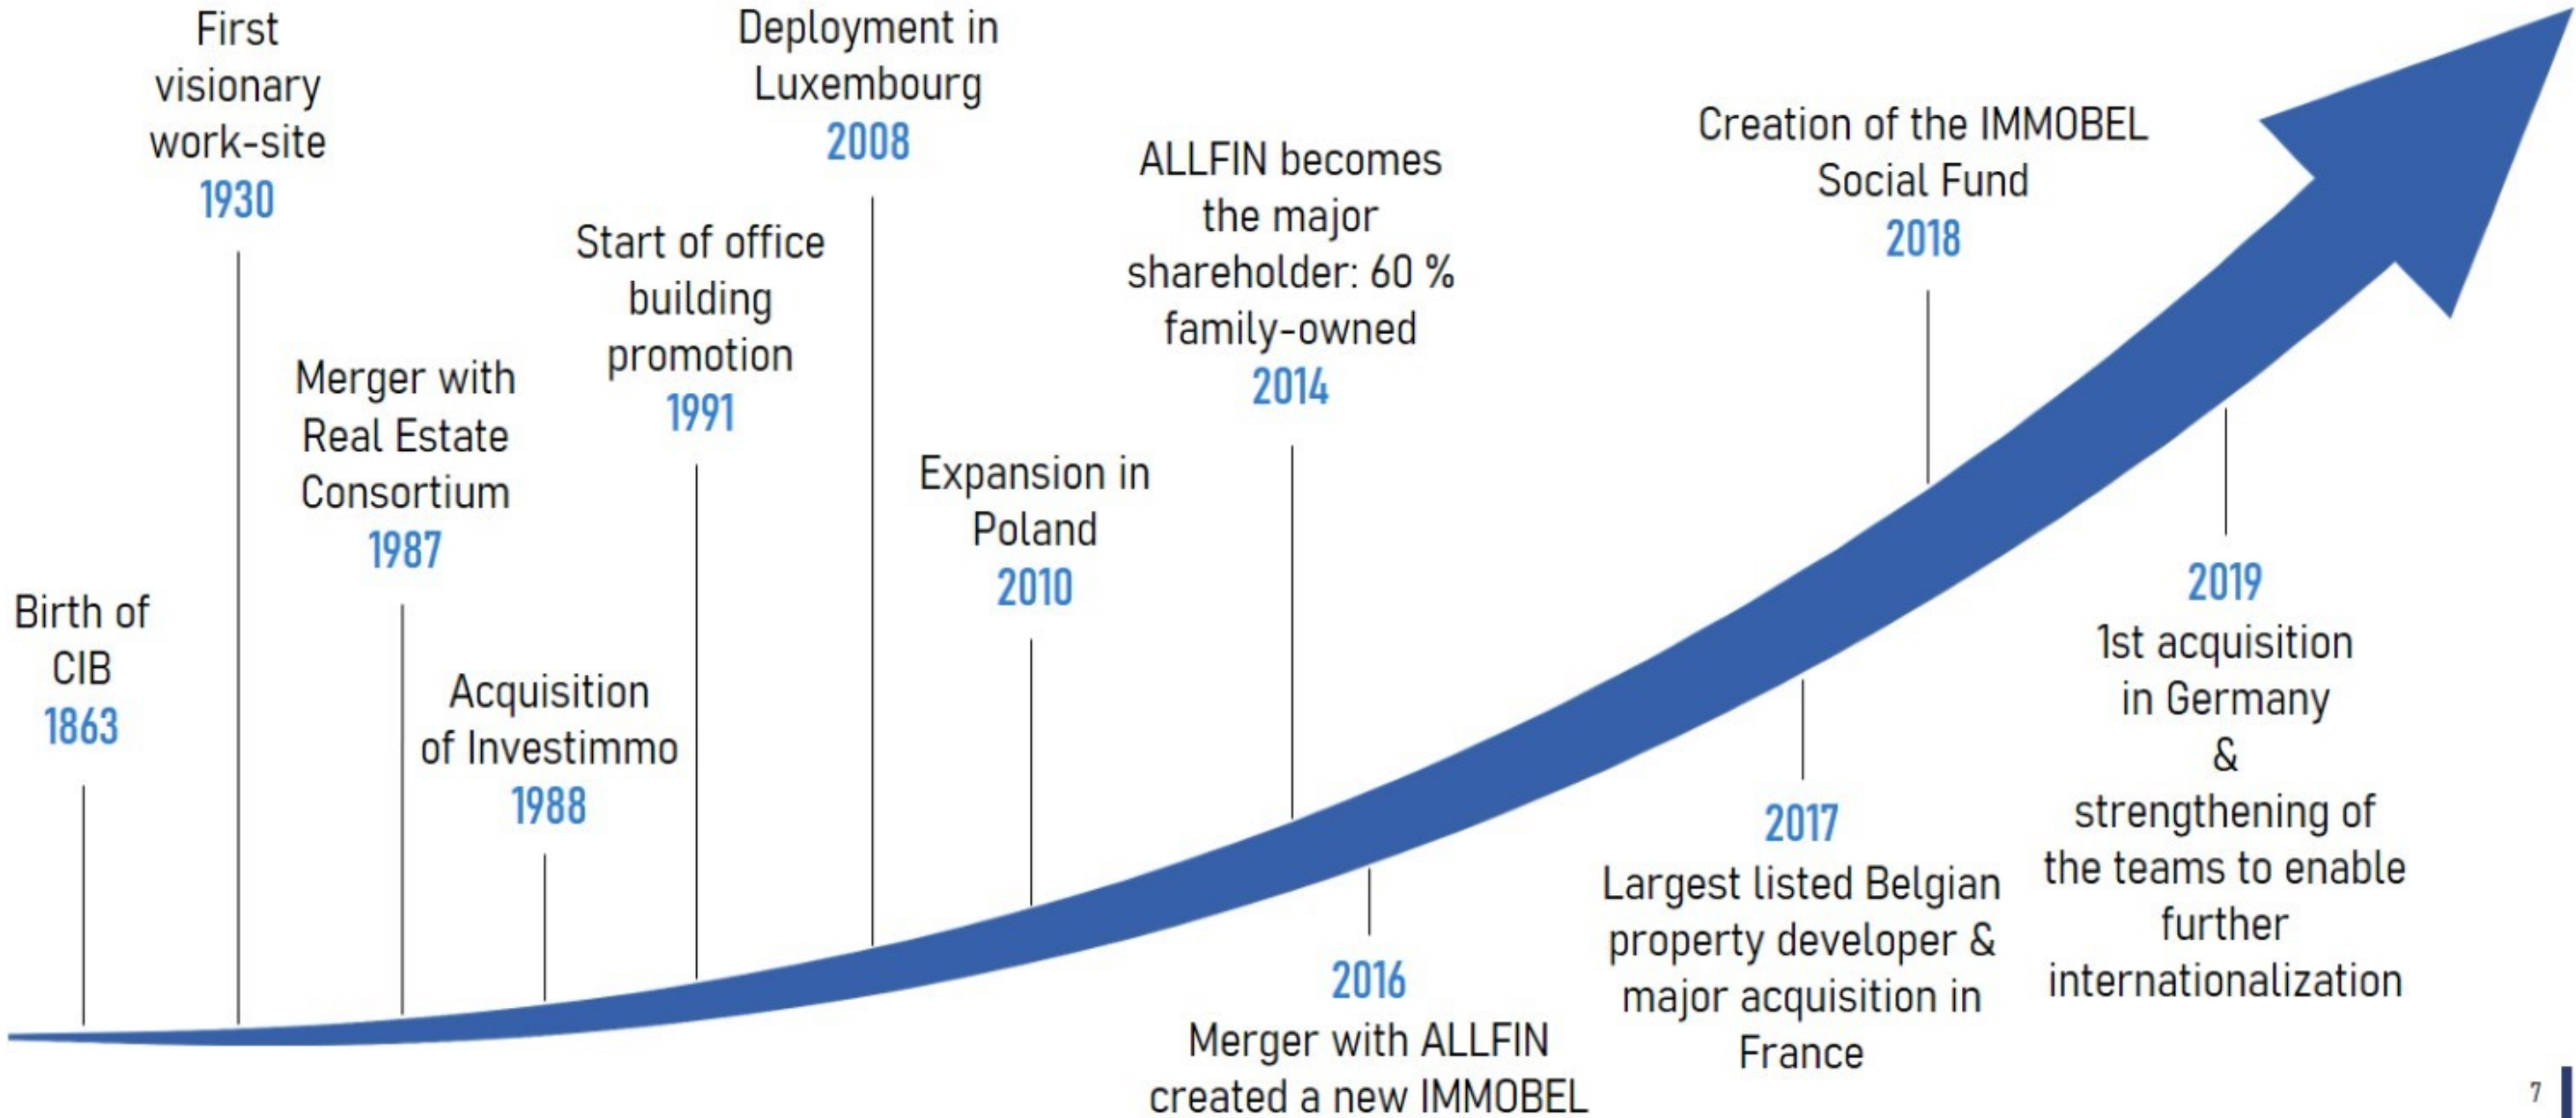 Birth of
CIB
1863
First
visionary
work-site
1930
Merger with
Real Estate
Consortium
1987
Acquisition
of Investimmo
1988
Start of office
building
promotion
1991
Deployment in
Luxembourg
2008
Expansion in
Poland
2010
ALLFIN becomes
the major
shareholder: 60 %
family-owned
2014
2016
Merger with ALLFIN
created a new IMMOBEL
2017
Largest listed Belgian
property developer &
major acquisition in
France
Creation of the IMMOBEL
Social Fund
2018
2019
1st acquisition
in Germany
&
strengthening of
the teams to enable
further
internationalization
7